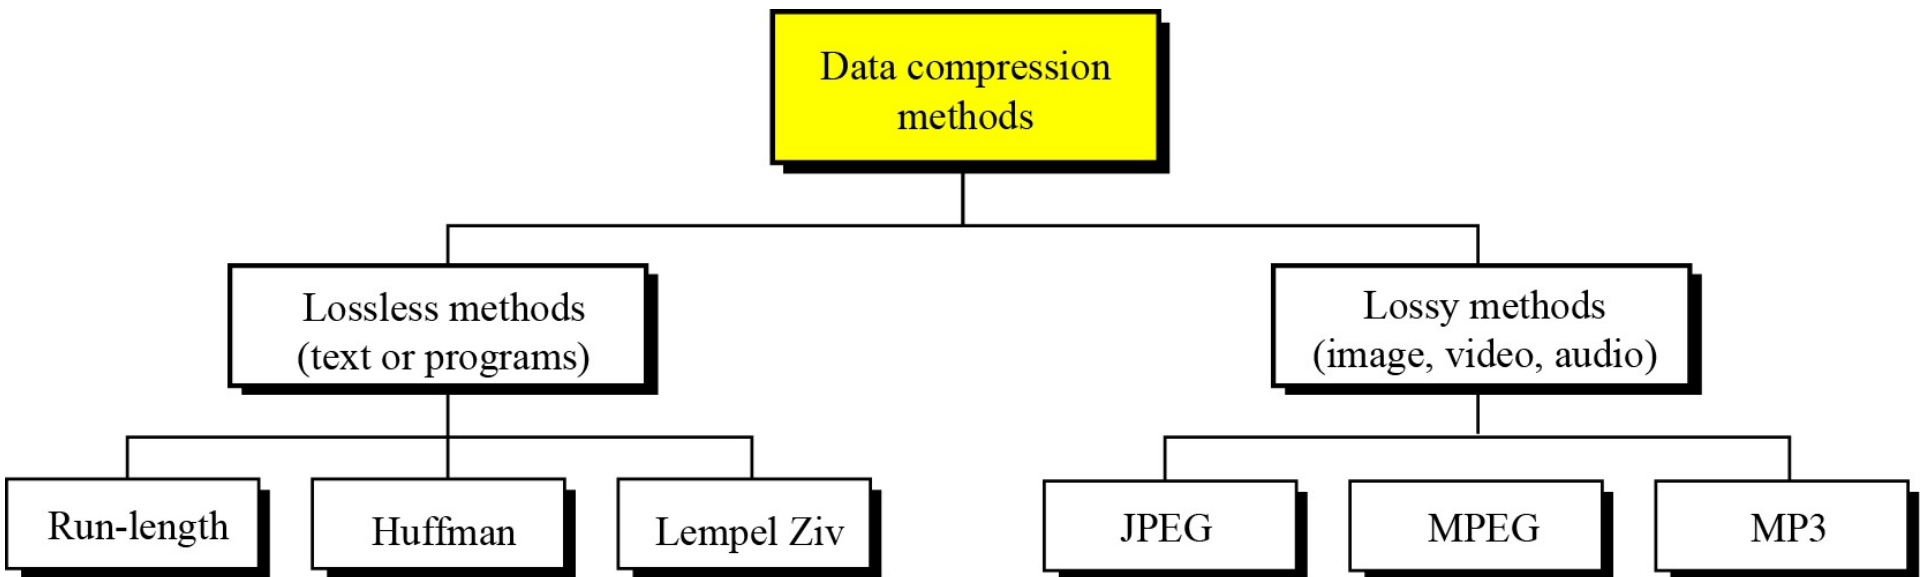 Data compression
methods
Lossless methods
(text or programs)
Lossy methods
(image, video, audio)
Run-length
Huffman
Lempel Ziv
JPEG
MPEG
MP3